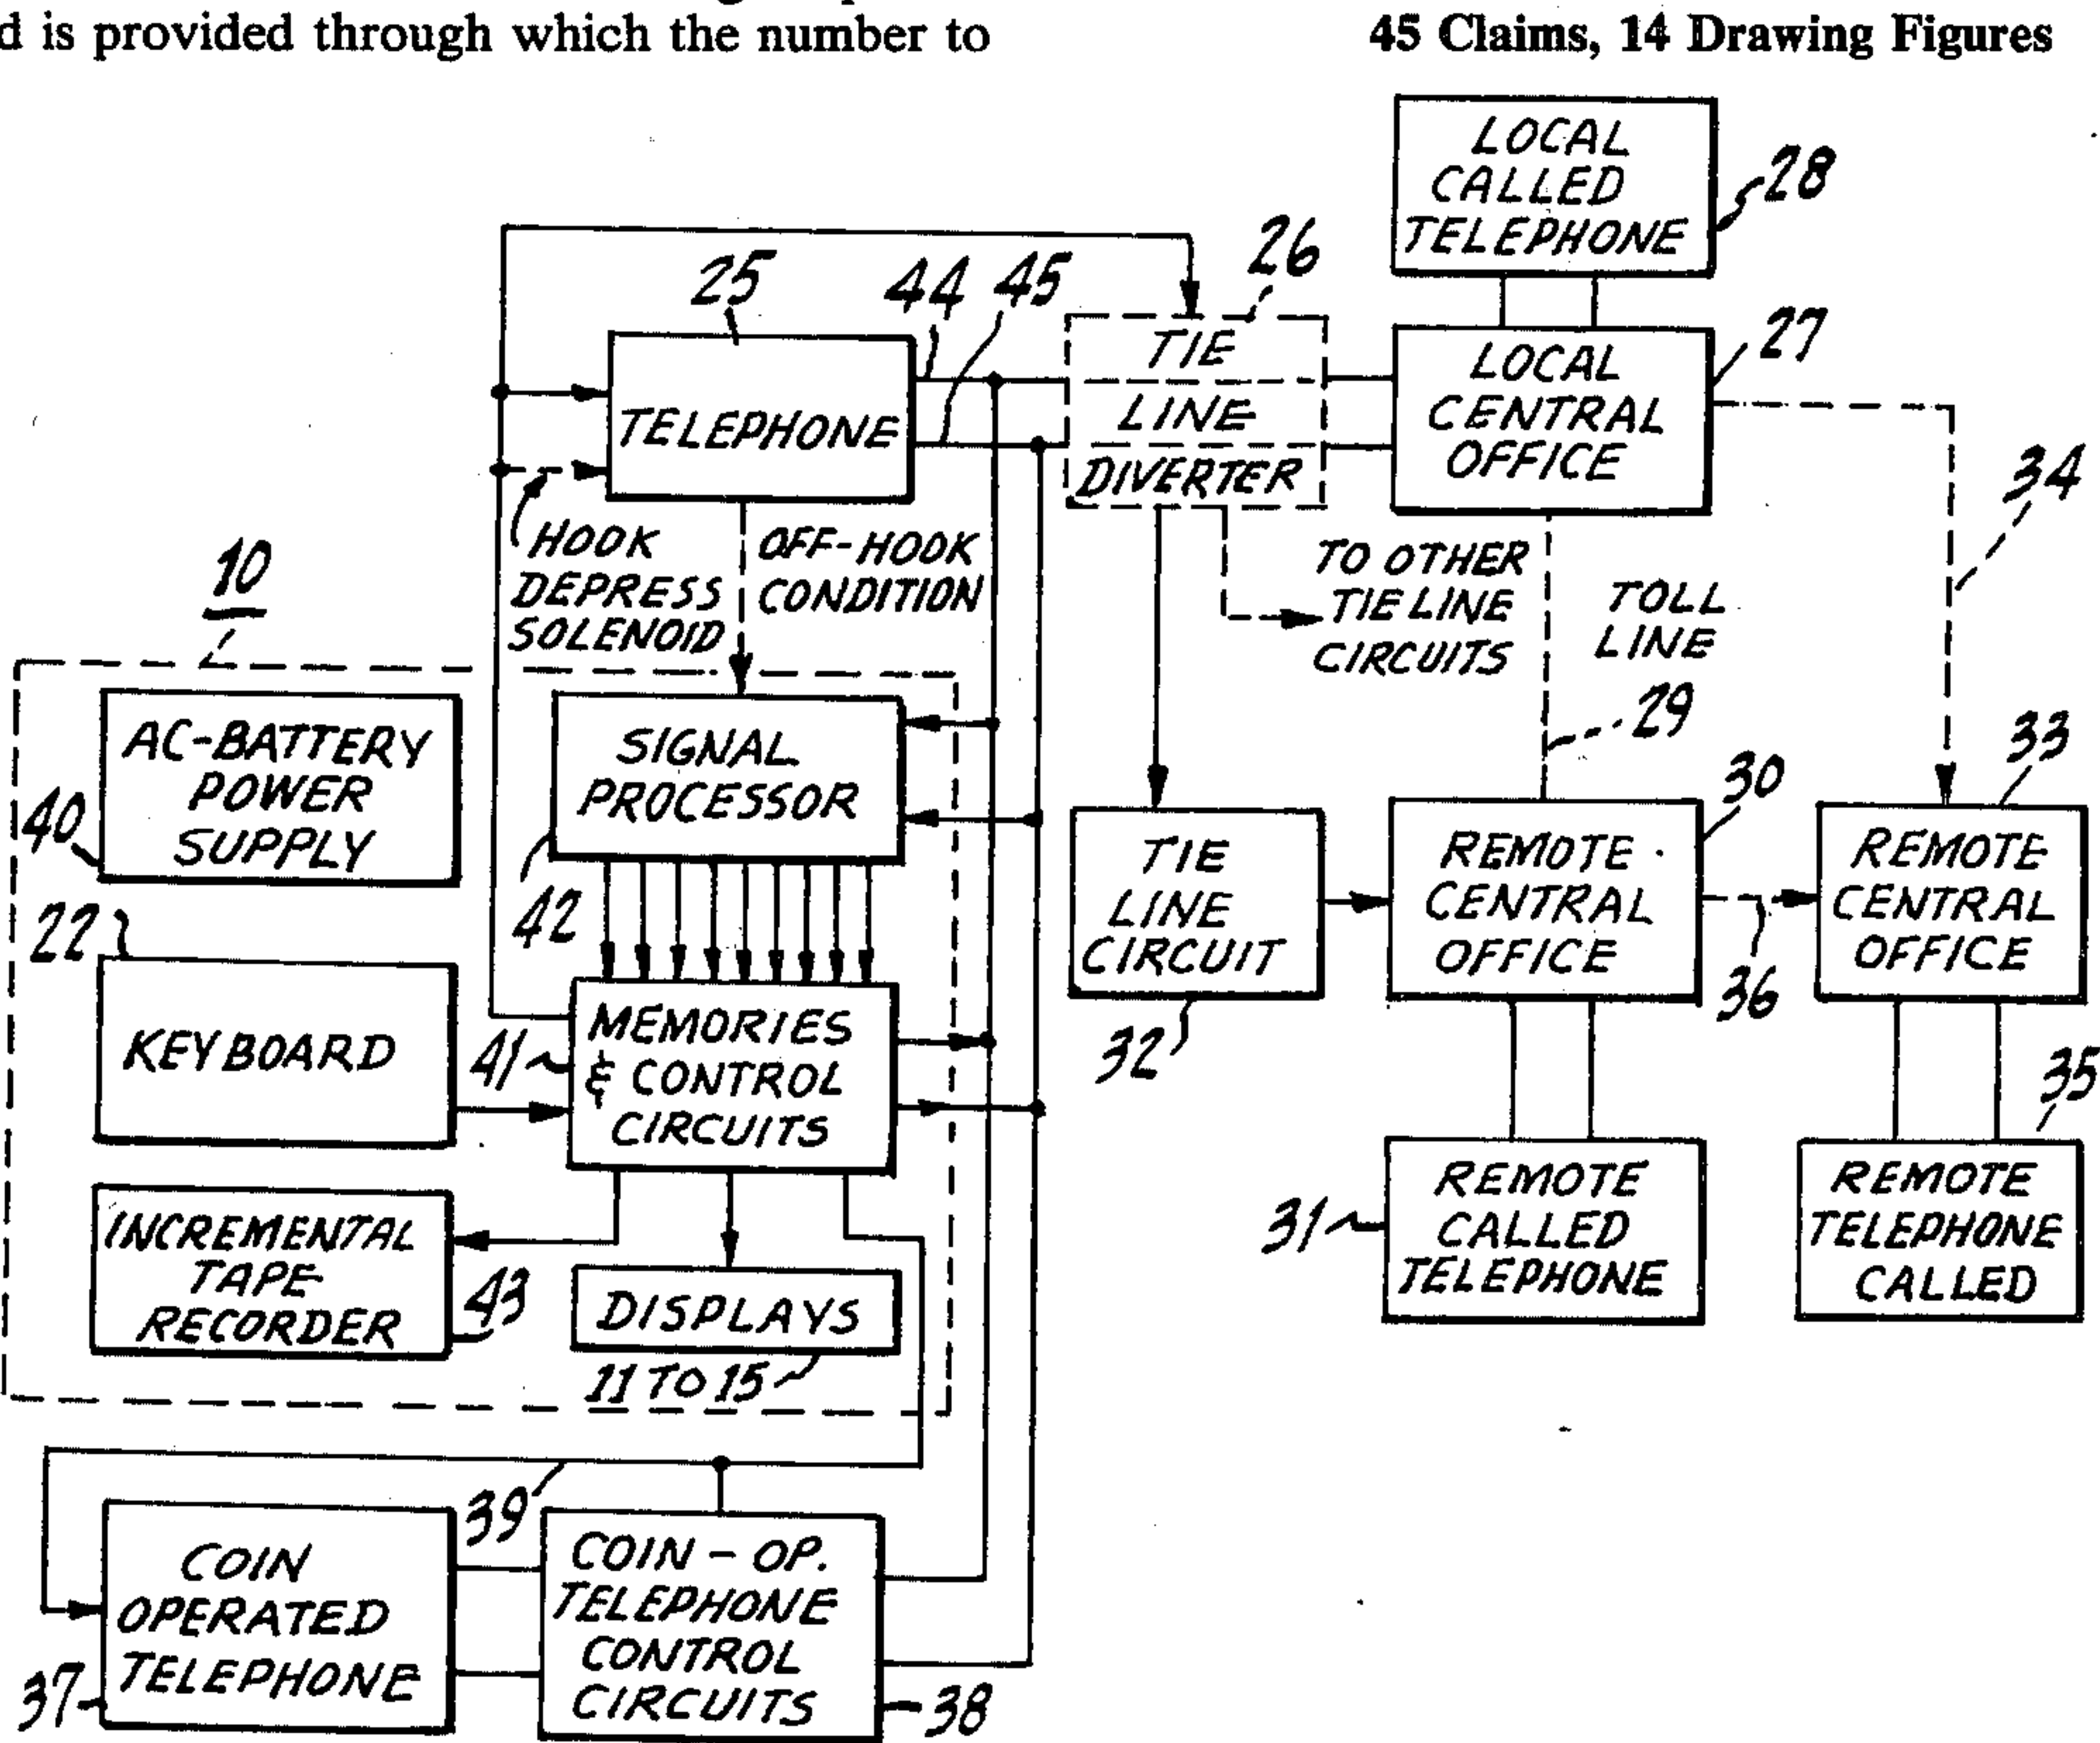 d is provided through which the number to
45 Claims, 14 Drawing Figures
LOCAL
CALLED
TELEPHONE
28
26
25
44
45
27
TIE
LINE
DIVERTER
LOCAL
CENTRAL
OFFICE
TELEPHONE
34
HOOK
DEPRESS
SOLENOID
OFF-HOOK
CONDITION
TO OTHER
TIE LINE
CIRCUITS
TOLL
LINE
10
29
33
30
AC-BATTERY
POWER
SUPPLY
40
SIGNAL
PROCESSOR
42
TIE
LINE
CIRCUIT
32
REMOTE
CENTRAL
OFFICE
36
REMOTE
CENTRAL
OFFICE
22
KEYBOARD
41
MEMORIES
& CONTROL
CIRCUITS
35
31
REMOTE
CALLED
TELEPHONE
REMOTE
TELEPHONE
CALLED
INCREMENTAL
TAPE
RECORDER
43
DISPLAYS
11 TO 15
39
COIN
OPERATED
TELEPHONE
37
COIN-OP.
TELEPHONE
CONTROL
CIRCUITS
38